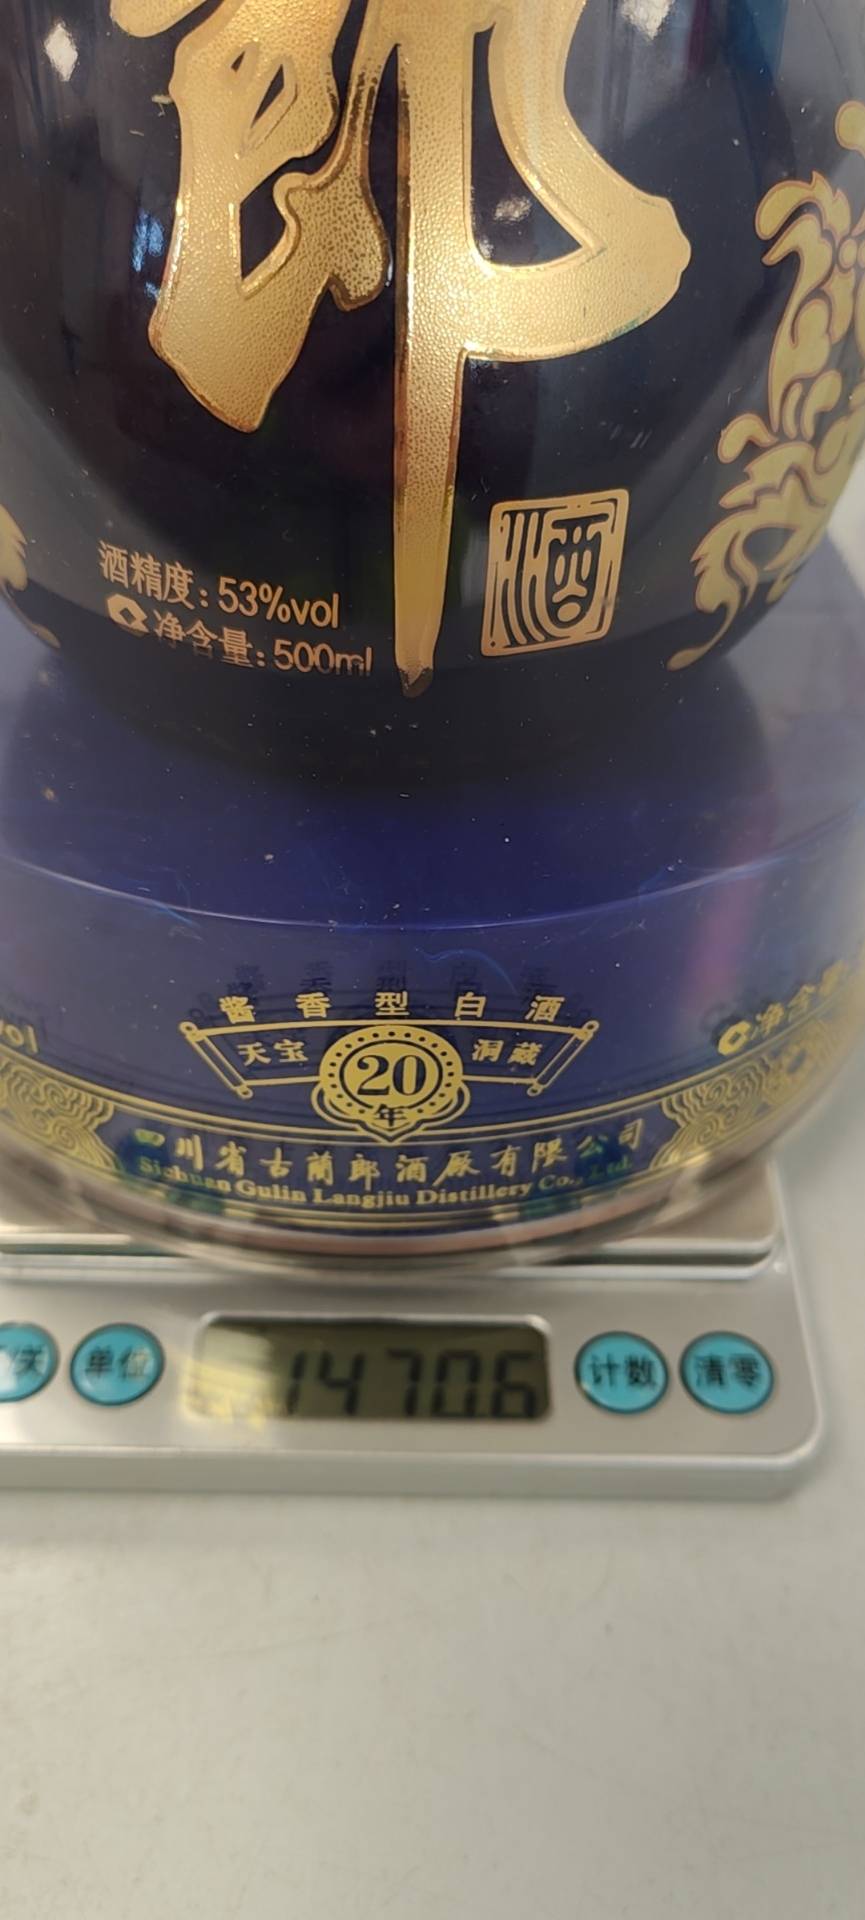 郎
酒
酒精度:53%vol
净含量:500ml
酱香型白酒
天宝 洞藏
20
年
净含量
四川省古蔺郎酒厂有限公司
Sichuan Gulin Langjiu Distillery Co., Ltd.
关 单位 1470.6 计数 清零